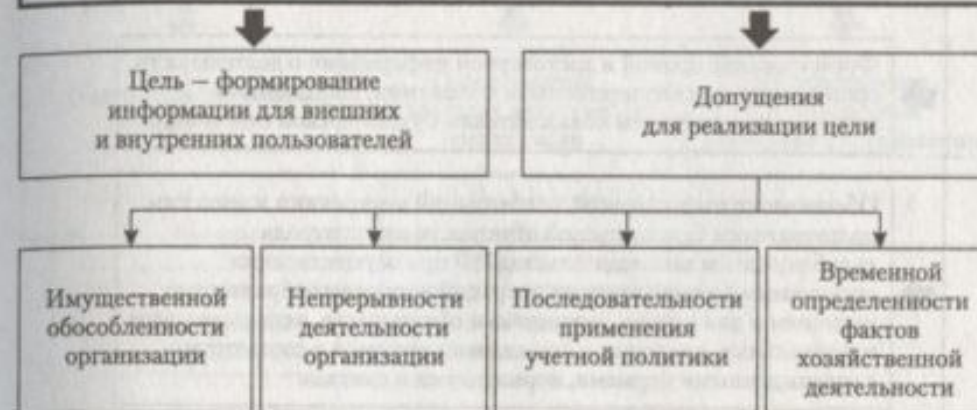 Цель — формирование
информации для внешних
и внутренних пользователей
Допущения
для реализации цели
Имущественной
обособленности
организации
Непрерывности
деятельности
организации
Последовательности
применения
учетной политики
Временной
определенности
фактов
хозяйственной
деятельности